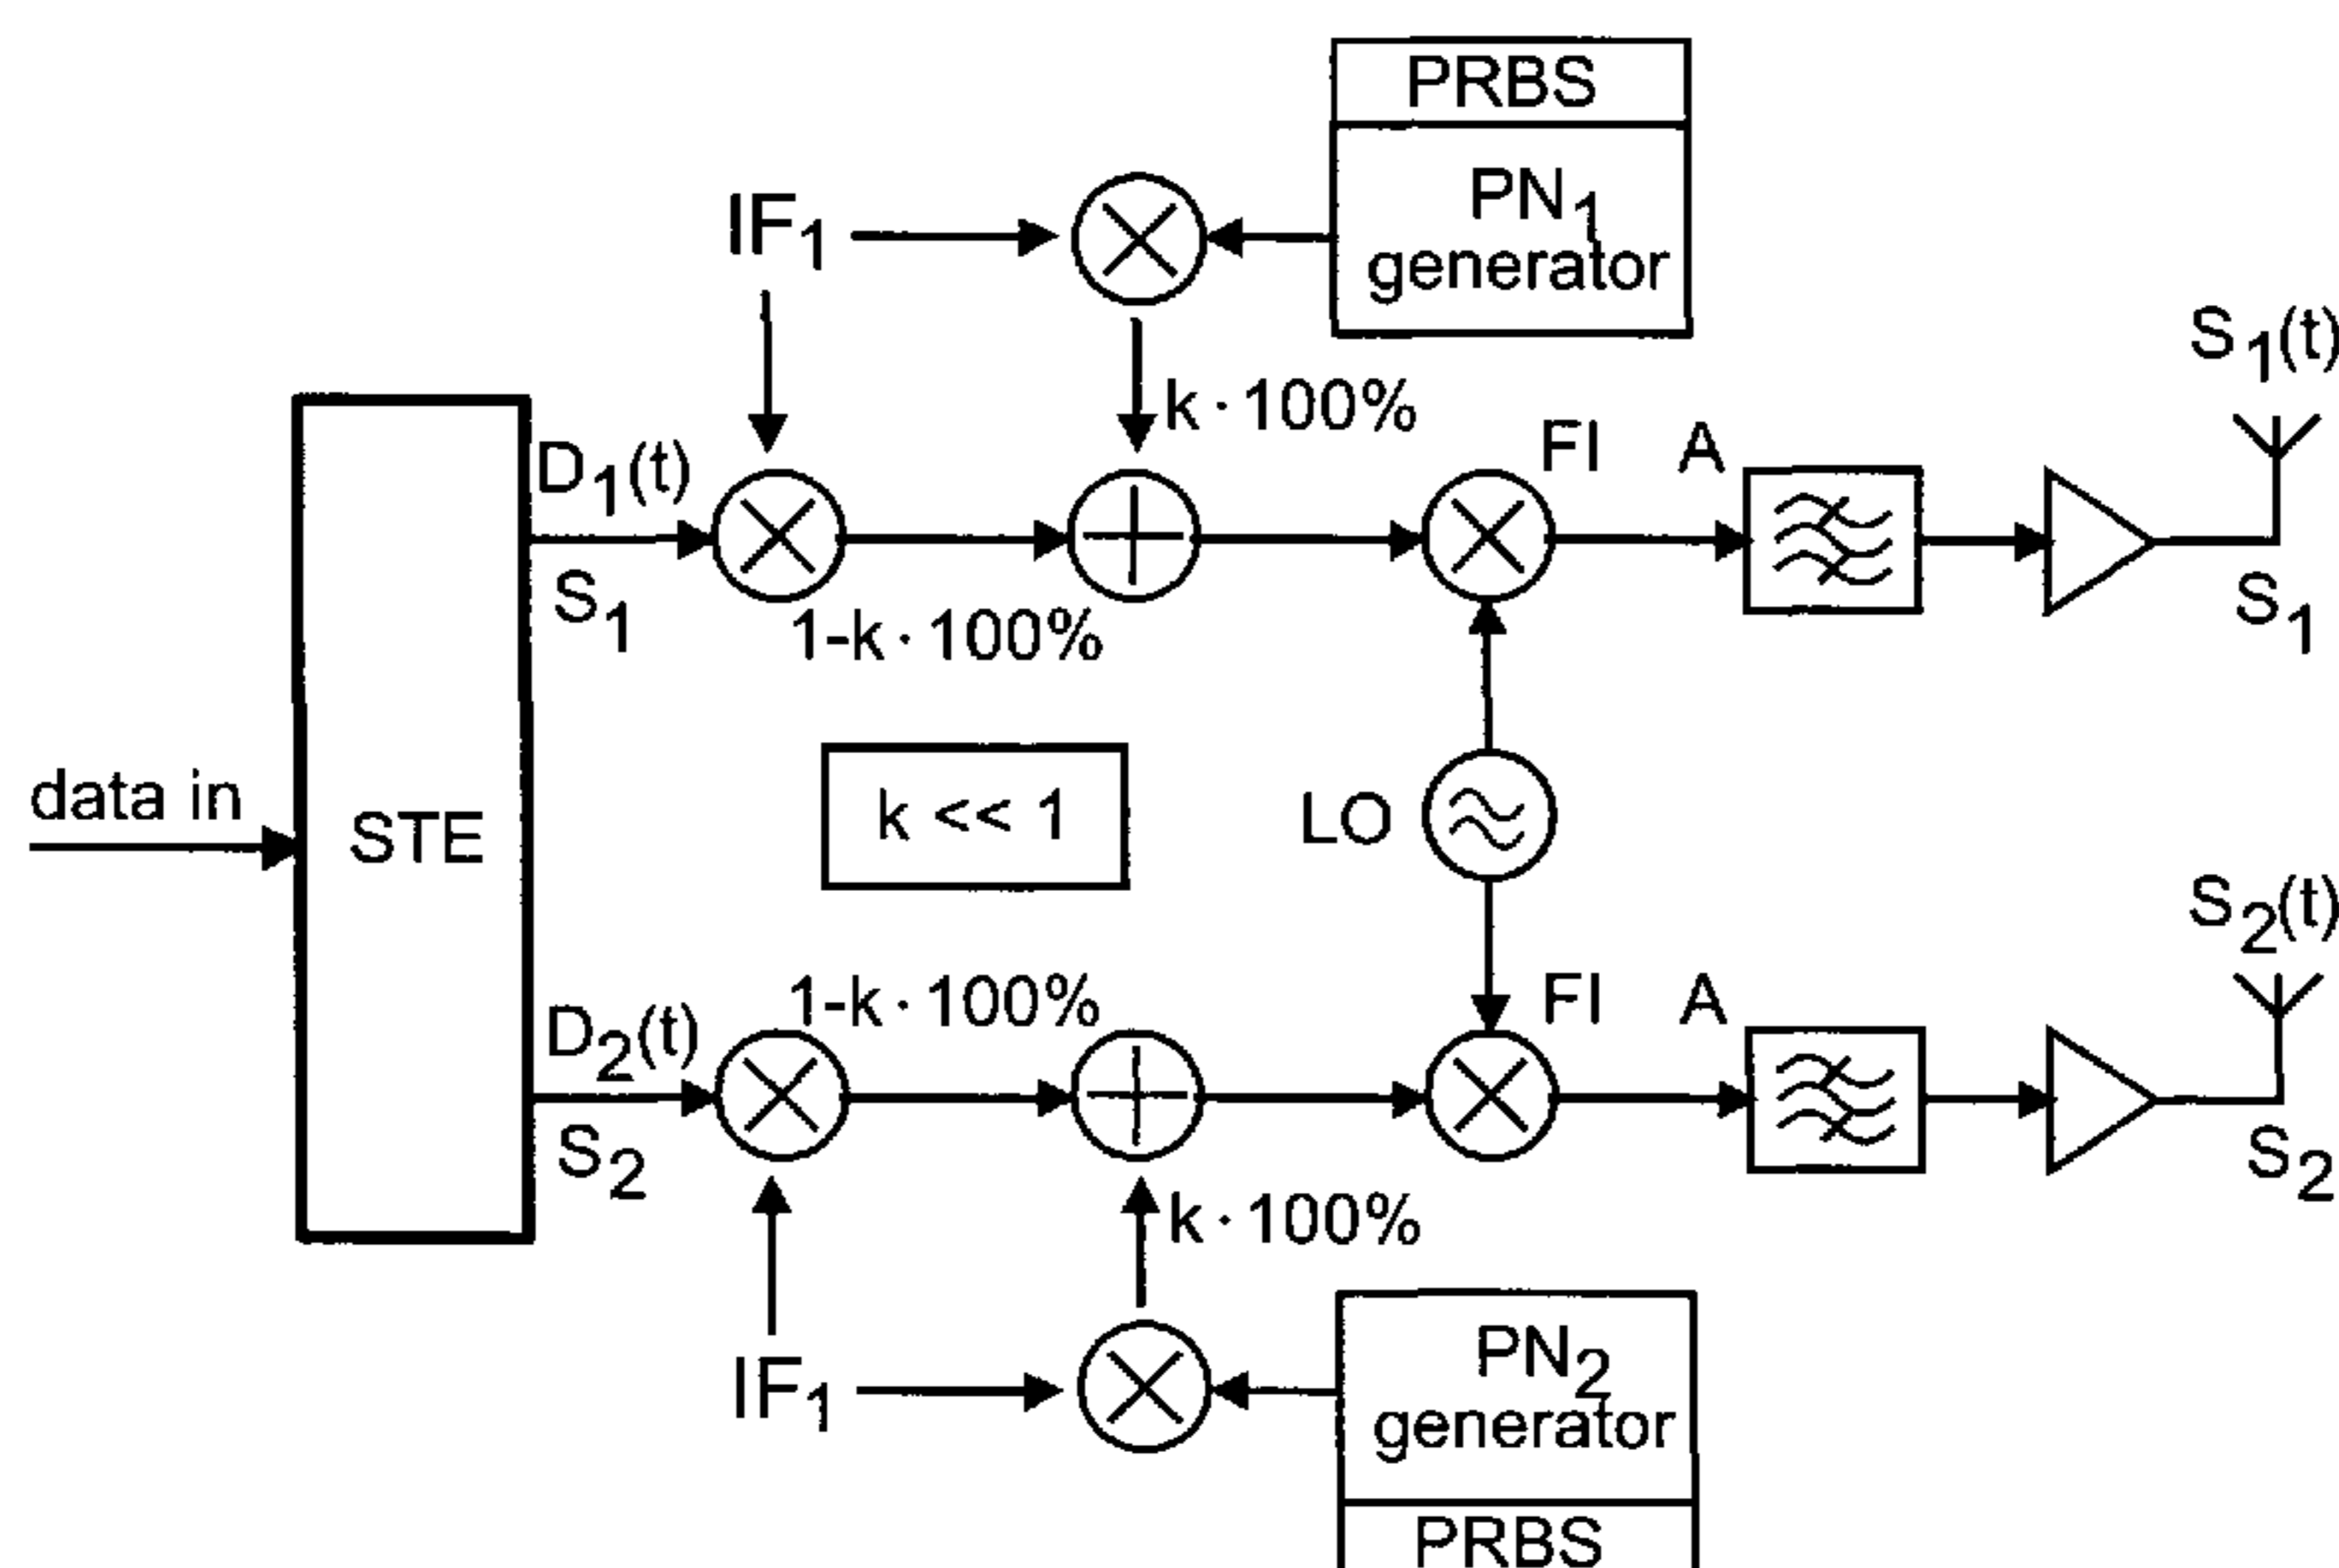 PRBS
PN1
generator
IF1
S1(t)
k · 100%
FI
A
D1(t)
S1
S1
1-k · 100%
data in
STE
k << 1
LO
S2(t)
1-k · 100%
FI
A
D2(t)
S2
S2
k · 100%
IF1
PN2
generator
PRBS